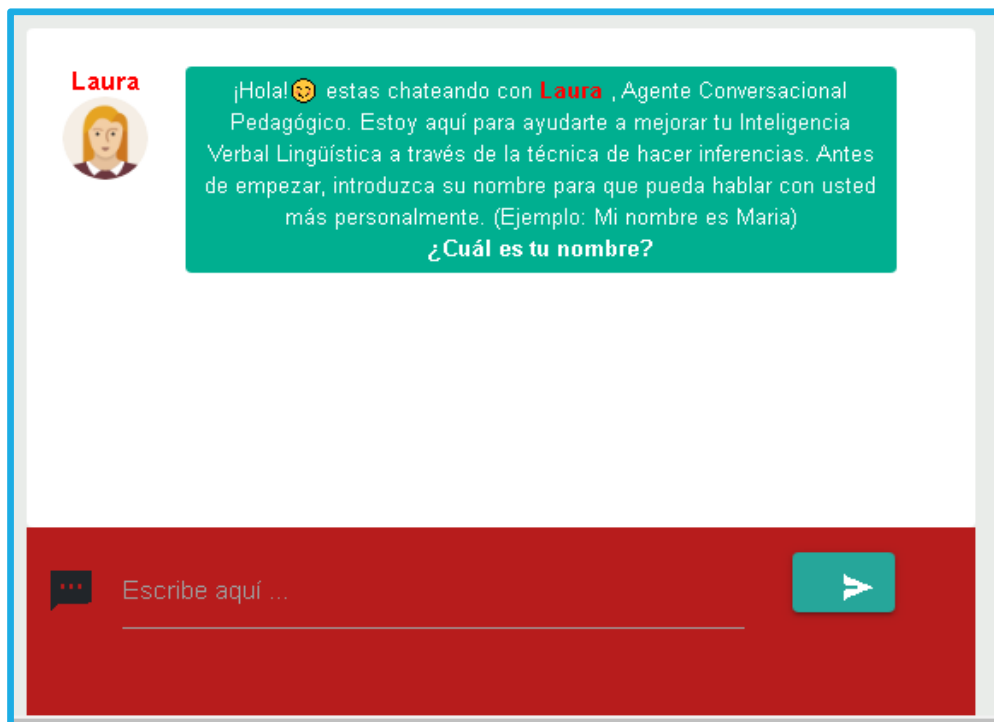 Laura
¡Hola! estas chateando con Laura , Agente Conversacional
Pedagógico. Estoy aquí para ayudarte a mejorar tu Inteligencia
Verbal Lingüística a través de la técnica de hacer inferencias. Antes
de empezar, introduzca su nombre para que pueda hablar con usted
más personalmente. (Ejemplo: Mi nombre es Maria)
¿Cuál es tu nombre?
Escribe aquí ...